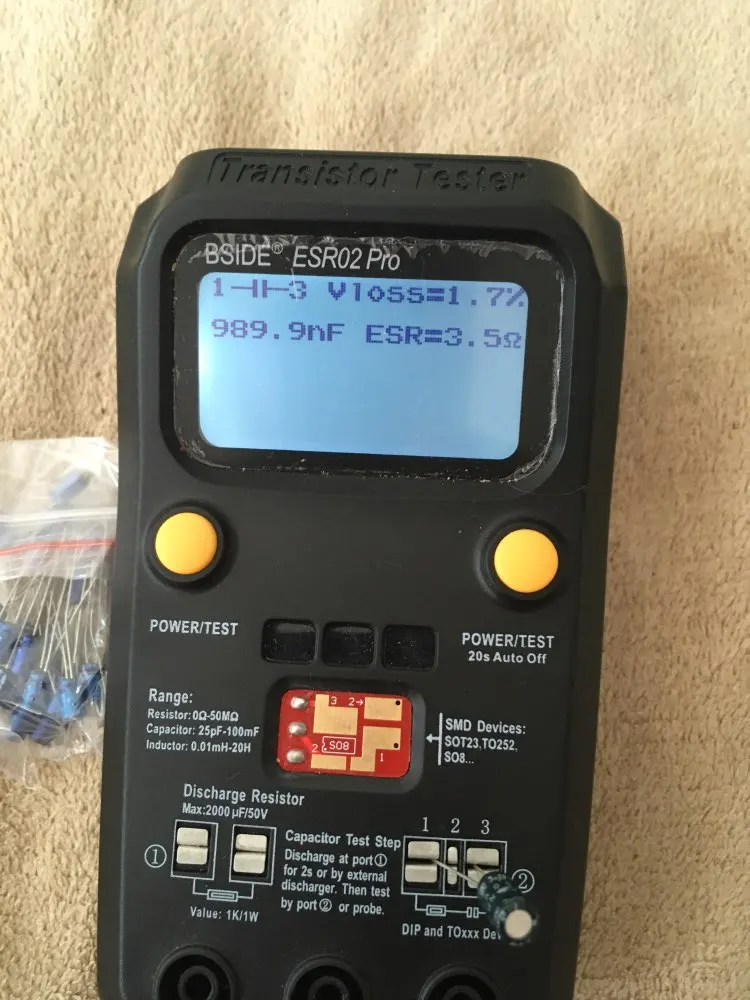 Transistor Tester
BSIDE® ESR02 Pro
1⊣⊢3 Vloss=1.7%
989.9nF ESR=3.5Ω
POWER/TEST
POWER/TEST
20s Auto Off
Range:
Resistor: 0Ω-50MΩ
Capacitor: 25pF-100mF
Inductor: 0.01mH-20H
3 2→
2 SO8 1
SMD Devices:
SOT23,TO252,
SO8...
Discharge Resistor
Max:2000 µF/50V
①
Value: 1K/1W
Capacitor Test Step
Discharge at port①
for 2s or by external
discharger. Then test
by port② or probe.
1 2 3
②
DIP and TOxxx